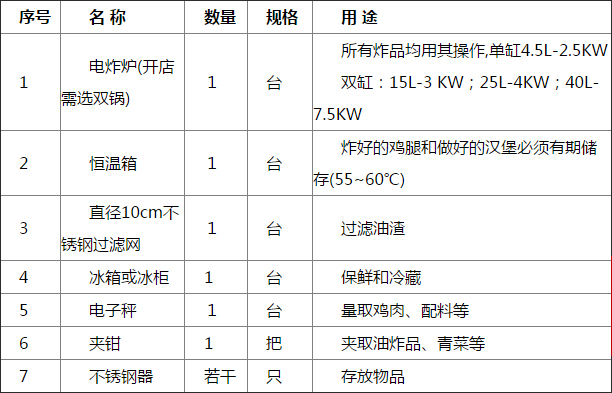 序号 名 称 数量 规格 用 途
1 电炸炉(开店需选双锅) 1 台 所有炸品均用其操作,单缸4.5L-2.5KW
双缸：15L-3 KW；25L-4KW；40L-7.5KW
2 恒温箱 1 台 炸好的鸡腿和做好的汉堡必须有期储存(55~60℃)
3 直径10cm不锈钢过滤网 1 台 过滤油渣
4 冰箱或冰柜 1 台 保鲜和冷藏
5 电子秤 1 台 量取鸡肉、配料等
6 夹钳 1 把 夹取油炸品、青菜等
7 不锈钢器 若干 只 存放物品